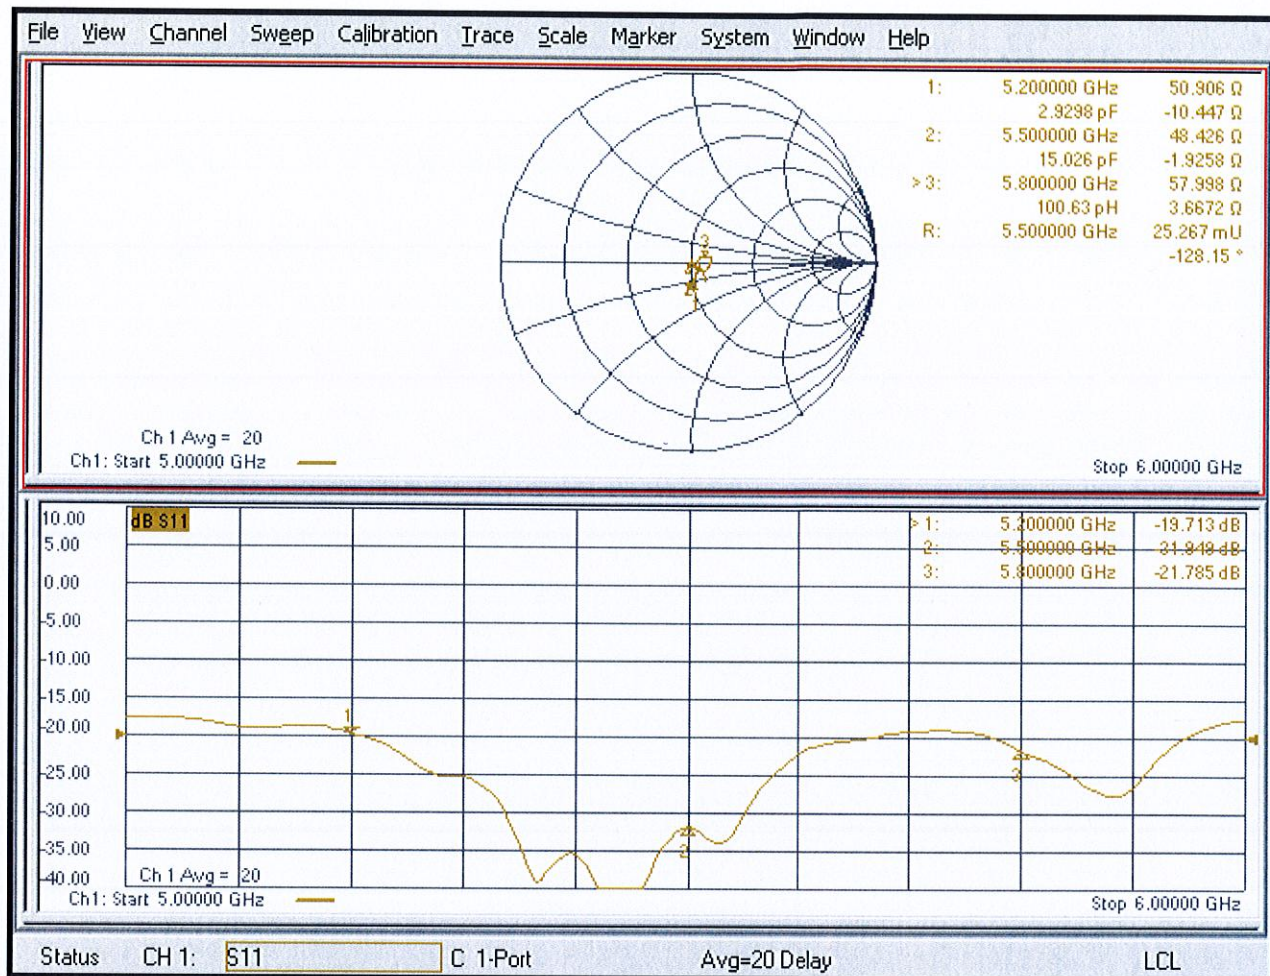 File View Channel Sweep Calibration Trace Scale Marker System Window Help
1: 5.200000 GHz 50.906 Ω
2.9298 pF -10.447 Ω
2: 5.500000 GHz 48.426 Ω
15.026 pF -1.9258 Ω
> 3: 5.800000 GHz 57.998 Ω
100.63 pH 3.6672 Ω
R: 5.500000 GHz 25.267 mU
-128.15 °
3
1
Ch 1 Avg = 20
Ch1: Start 5.00000 GHz
Stop 6.00000 GHz
10.00
dB S11
> 1: 5.200000 GHz -19.713 dB
5.00
2: 5.500000 GHz -31.949 dB
0.00
3: 5.800000 GHz -21.785 dB
-5.00
-10.00
-15.00
-20.00
1
-25.00
3
-30.00
-35.00
2
-40.00
Ch 1 Avg = 20
Ch1: Start 5.00000 GHz
Stop 6.00000 GHz
Status CH 1: S11 C 1-Port Avg=20 Delay LCL